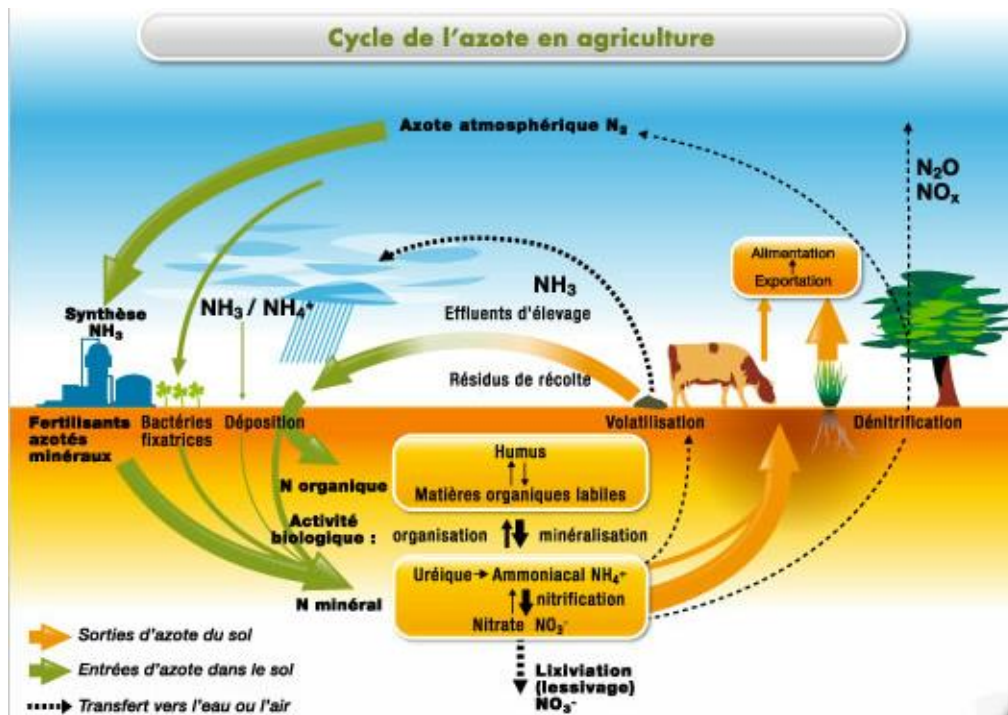 Cycle de l'azote en agriculture
Azote atmosphérique N₂
N₂O
NOₓ
Alimentation
Exportation
NH₃
NH₃ / NH₄⁺
Effluents d'élevage
Synthèse
NH₃
Résidus de récolte
Fertilisants
azotés
minéraux
Bactéries
fixatrices
Déposition
Volatilisation
Dénitrification
Humus
Matières organiques labiles
N organique
Activité
biologique :
organisation
minéralisation
Uréique → Ammoniacal NH₄⁺
nitrification
Nitrate NO₃⁻
N minéral
Lixiviation
(lessivage)
NO₃⁻
Sorties d'azote du sol
Entrées d'azote dans le sol
Transfert vers l'eau ou l'air